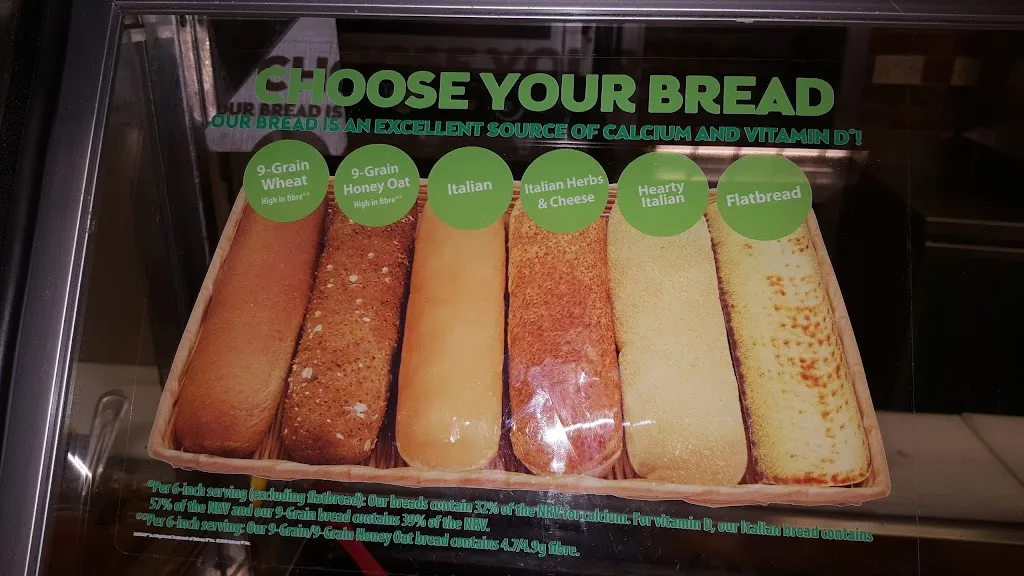 CHOOSE YOUR BREAD
OUR BREAD IS AN EXCELLENT SOURCE OF CALCIUM AND VITAMIN D*!
9-Grain
Wheat
High in fibre**
9-Grain
Honey Oat
High in fibre**
Italian
Italian Herbs
& Cheese
Hearty
Italian
Flatbread
*Per 6-inch serving (excluding flatbread): Our breads contain 32% of the NRV for calcium. For vitamin D, our Italian bread contains
57% of the NRV and our 9-Grain bread contains 39% of the NRV.
**Per 6-inch serving: Our 9-Grain/9-Grain Honey Oat bread contains 4.7/4.9g fibre.